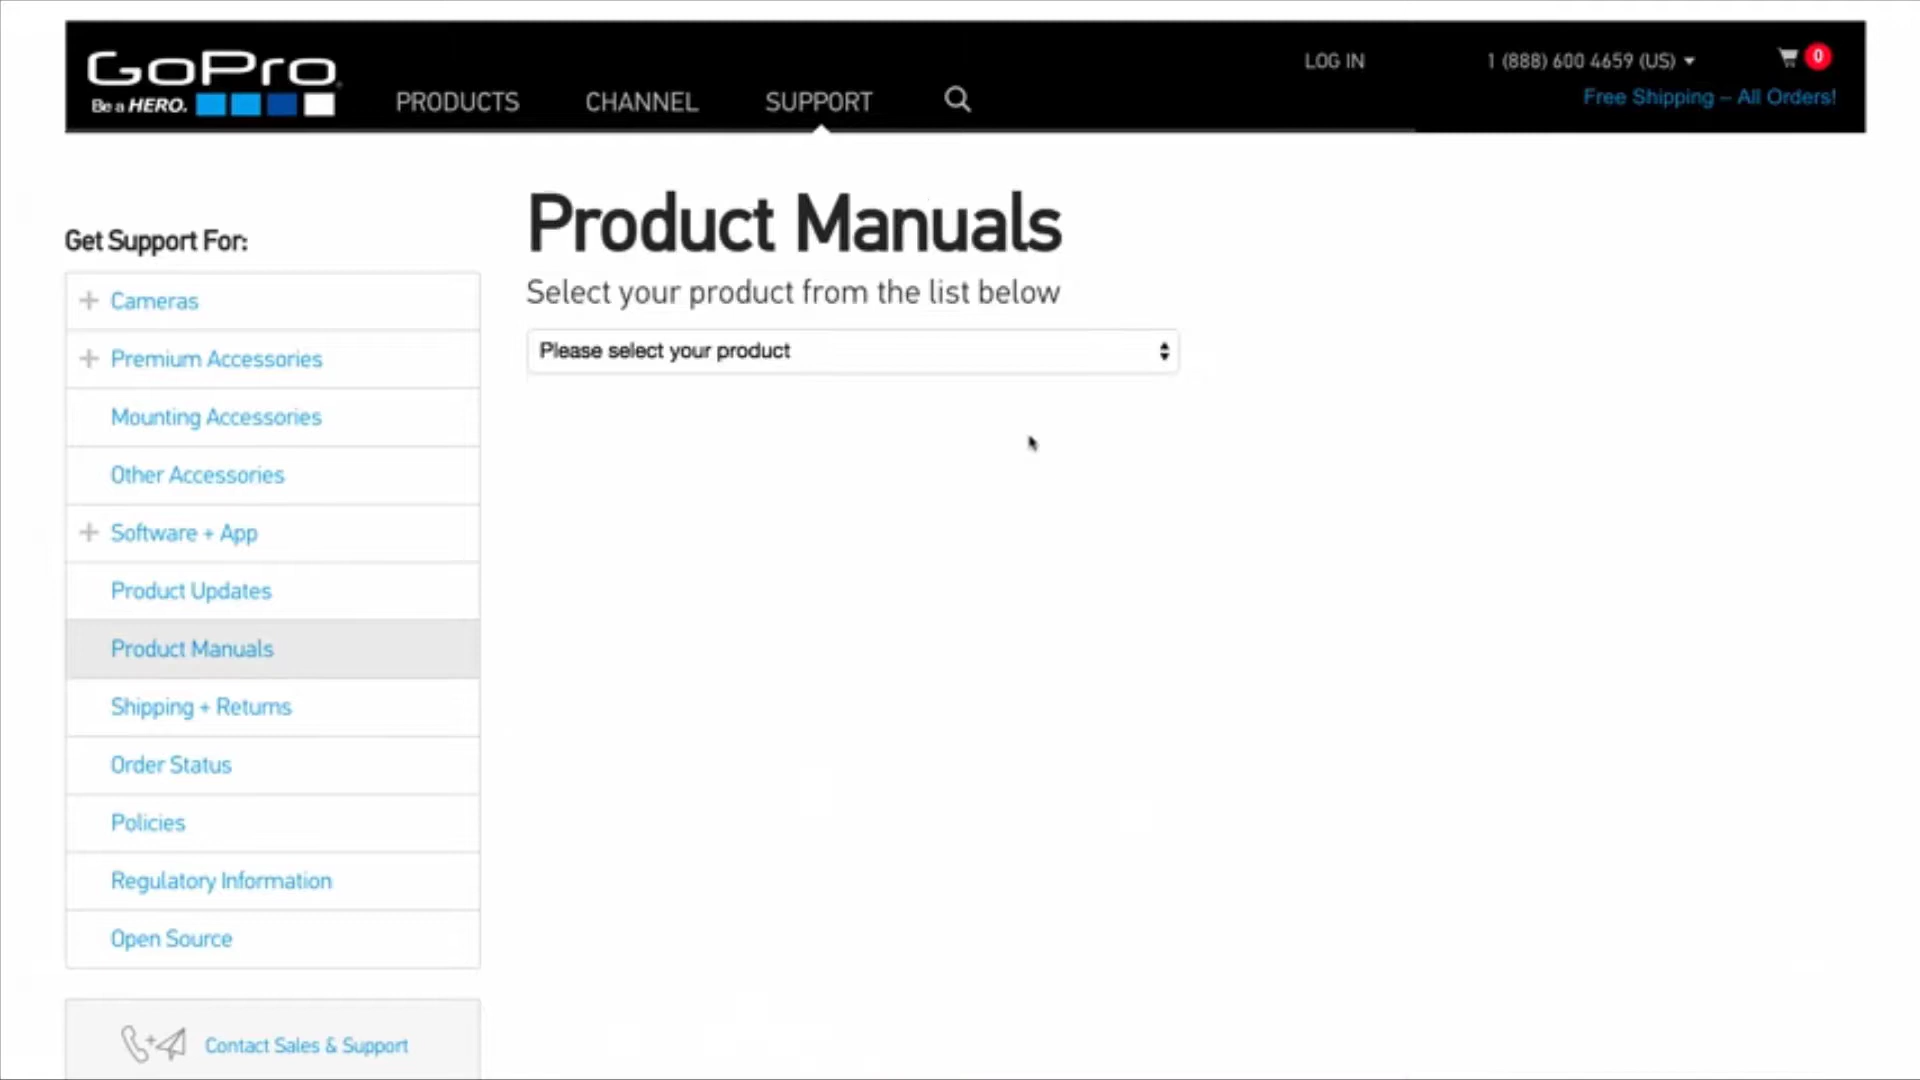 GoPro
Be a HERO.
PRODUCTS
CHANNEL
SUPPORT
LOG IN
1 (888) 600 4659 (US)
0
Free Shipping – All Orders!
Get Support For:
Cameras
Premium Accessories
Mounting Accessories
Other Accessories
Software + App
Product Updates
Product Manuals
Shipping + Returns
Order Status
Policies
Regulatory Information
Open Source
Contact Sales & Support
Product Manuals
Select your product from the list below
Please select your product